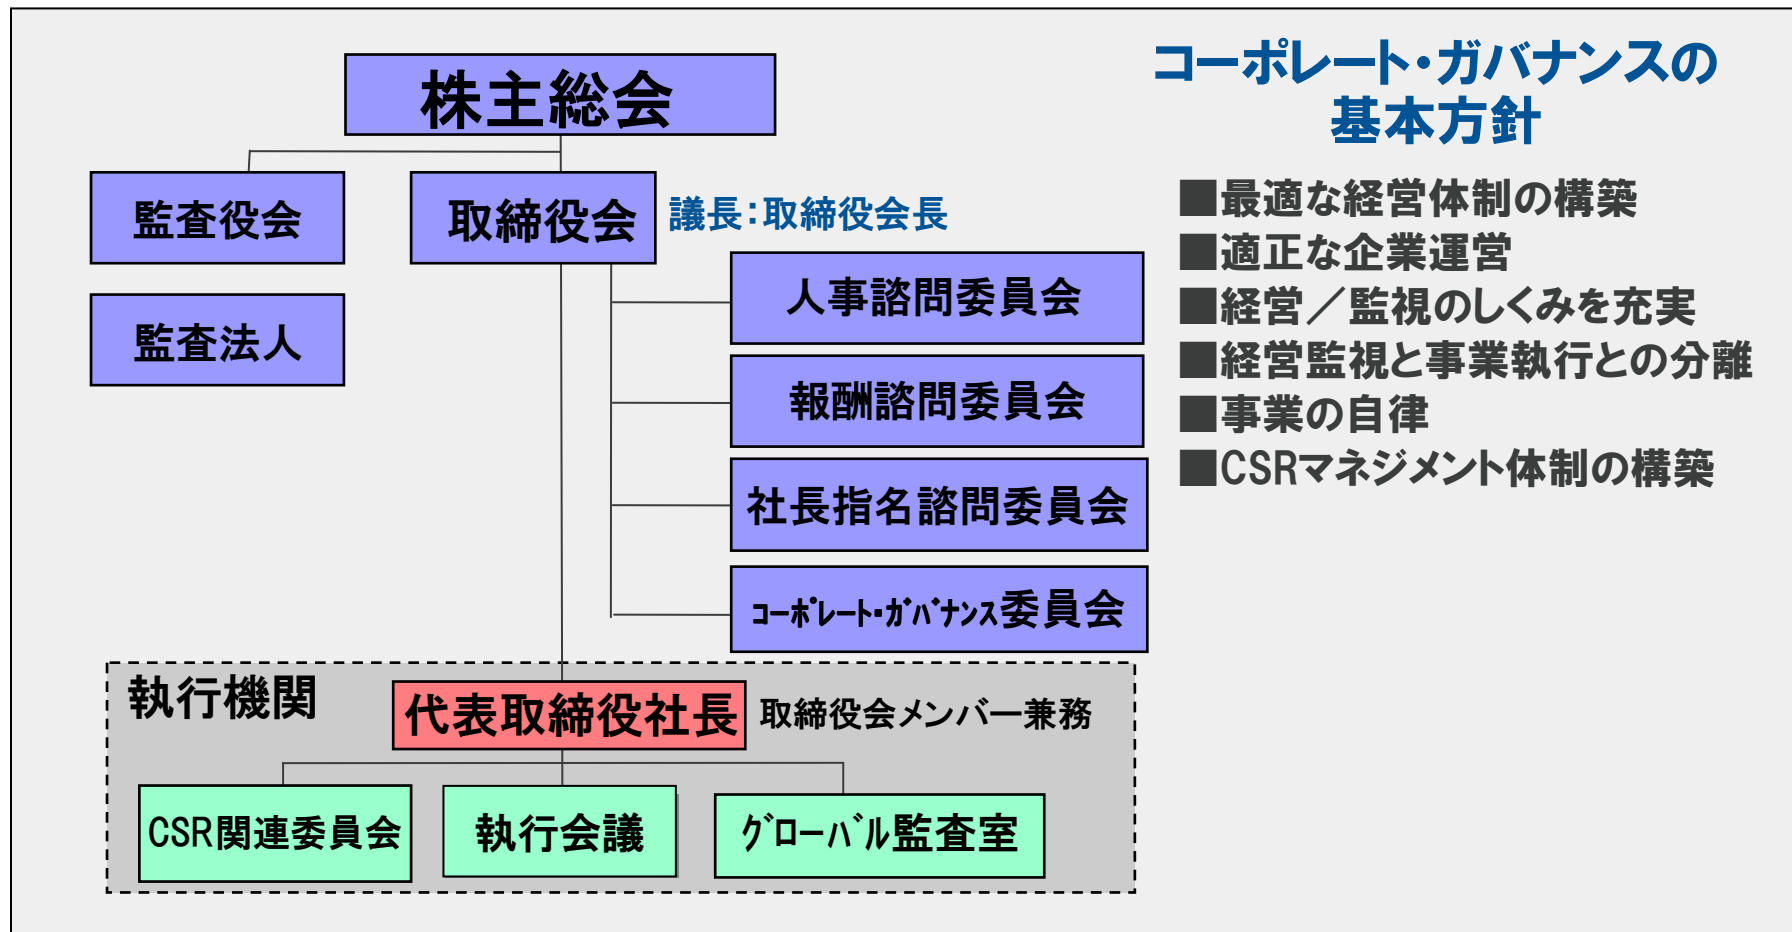 株主総会
コーポレート・ガバナンスの
基本方針
監査役会
取締役会
議長：取締役会長
監査法人
人事諮問委員会
報酬諮問委員会
社長指名諮問委員会
ｺｰﾎﾟﾚｰﾄ・ｶﾞﾊﾞﾅﾝｽ委員会
■最適な経営体制の構築
■適正な企業運営
■経営／監視のしくみを充実
■経営監視と事業執行との分離
■事業の自律
■CSRマネジメント体制の構築
執行機関
代表取締役社長
取締役会メンバー兼務
CSR関連委員会
執行会議
ｸﾞﾛｰﾊﾞﾙ監査室